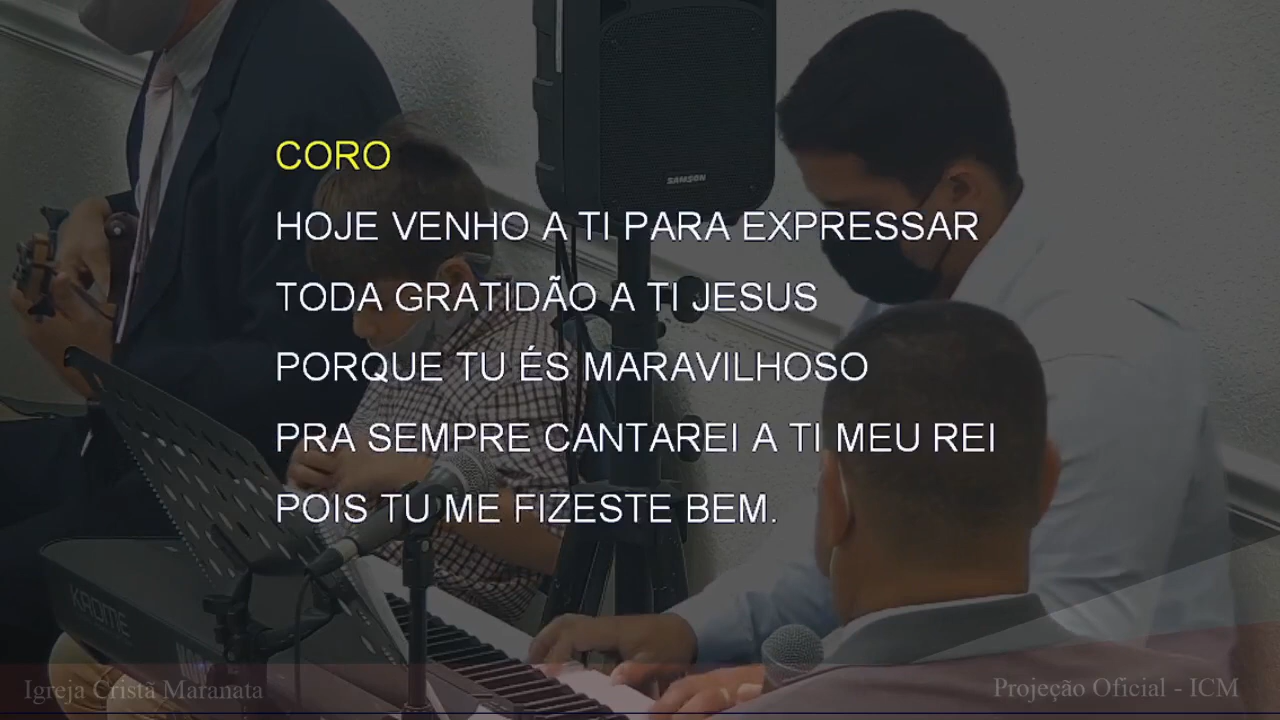 SAMSON
CORO
HOJE VENHO A TI PARA EXPRESSAR
TODA GRATIDÃO A TI JESUS
PORQUE TU ÉS MARAVILHOSO
PRA SEMPRE CANTAREI A TI MEU REI
POIS TU ME FIZESTE BEM.
KROME
Igreja Cristã Maranata
Projeção Oficial - ICM